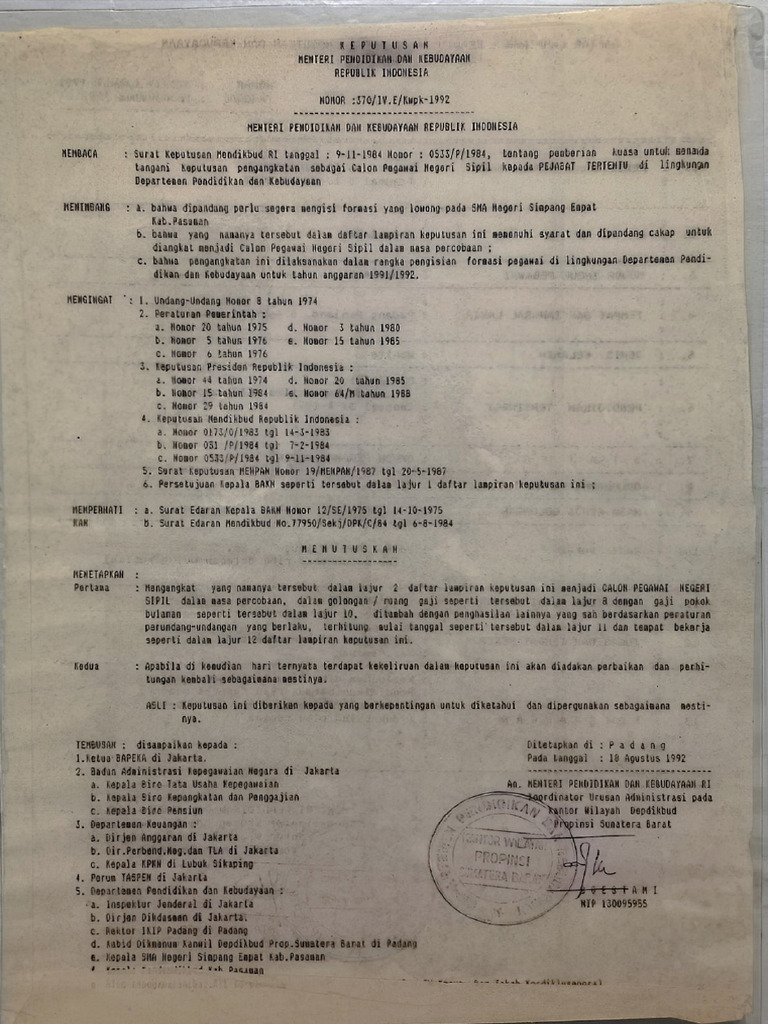 K E P U T U S A N
MENTERI PENDIDIKAN DAN KEBUDAYAAN
REPUBLIK INDONESIA
NOMOR :370/IV.E/Kwpk-1992
MENTERI PENDIDIKAN DAN KEBUDAYAAN REPUBLIK INDONESIA
MEMBACA : Surat Keputusan Mendikbud RI tanggal : 9-11-1984 Nomor : 0533/P/1984, tentang pemberian kuasa untuk menanda
tangani keputusan pengangkatan sebagai Calon Pegawai Negeri Sipil kepada PEJABAT TERTENTU di lingkungan
Departemen Pendidikan dan Kebudayaan
MENIMBANG : a. bahwa dipandang perlu segera mengisi formasi yang lowong pada SMA Negeri Simpang Empat
Kab.Pasaman
b. bahwa yang namanya tersebut dalam daftar lampiran keputusan ini memenuhi syarat dan dipandang cakap untuk
diangkat menjadi Calon Pegawai Negeri Sipil dalam masa percobaan ;
c. bahwa pengangkatan ini dilaksanakan dalam rangka pengisian formasi pegawai di lingkungan Departemen Pendi-
dikan dan Kebudayaan untuk tahun anggaran 1991/1992.
MENGINGAT : 1. Undang-Undang Nomor 8 tahun 1974
2. Peraturan Pemerintah :
a. Nomor 20 tahun 1975 d. Nomor 3 tahun 1980
b. Nomor 5 tahun 1976 e. Nomor 15 tahun 1985
c. Nomor 6 tahun 1976
3. Keputusan Presiden Republik Indonesia :
a. Nomor 44 tahun 1974 d. Nomor 20 tahun 1985
b. Nomor 15 tahun 1984 e. Nomor 64/M tahun 1988
c. Nomor 29 tahun 1984
4. Keputusan Mendikbud Republik Indonesia :
a. Nomor 0173/O/1983 tgl 14-3-1983
b. Nomor 031 /P/1984 tgl 7-2-1984
c. Nomor 0533/P/1984 tgl 9-11-1984
5. Surat Keputusan MENPAN Nomor 19/MENPAN/1987 tgl 20-5-1987
6. Persetujuan Kepala BAKN seperti tersebut dalam lajur 1 daftar lampiran keputusan ini ;
MEMPERHATI : a. Surat Edaran Kepala BAKN Nomor 12/SE/1975 tgl 14-10-1975
KAN b. Surat Edaran Mendikbud No.77950/Sekj/DPK/C/84 tgl 6-8-1984
M E M U T U S K A N
MENETAPKAN :
Pertama : Mengangkat yang namanya tersebut dalam lajur 2 daftar lampiran keputusan ini menjadi CALON PEGAWAI NEGERI
SIPIL dalam masa percobaan, dalam golongan / ruang gaji seperti tersebut dalam lajur 8 dengan gaji pokok
bulanan seperti tersebut dalam lajur 10, ditambah dengan penghasilan lainnya yang sah berdasarkan peraturan
perundang-undangan yang berlaku, terhitung mulai tanggal seperti tersebut dalam lajur 11 dan tempat bekerja
seperti dalam lajur 12 daftar lampiran keputusan ini.
Kedua : Apabila di kemudian hari ternyata terdapat kekeliruan dalam keputusan ini akan diadakan perbaikan dan perhi-
tungan kembali sebagaimana mestinya.
ASLI : Keputusan ini diberikan kepada yang berkepentingan untuk diketahui dan dipergunakan sebagaimana mesti-
nya.
TEMBUSAN : disampaikan kepada :
1.Ketua BAPEKA di Jakarta.
2. Badan Administrasi Kepegawaian Negara di Jakarta
a. Kepala Biro Tata Usaha Kepegawaian
b. Kepala Biro Kepangkatan dan Penggajian
c. Kepala Biro Pensiun
3. Departemen Keuangan :
a. Dirjen Anggaran di Jakarta
b. Dir.Perbend.Neg.dan TLA di Jakarta
c. Kepala KPKN di Lubuk Sikaping
4. Perum TASPEN di Jakarta
5. Departemen Pendidikan dan Kebudayaan :
a. Inspektur Jenderal di Jakarta
b. Dirjen Dikdasmen di Jakarta.
c. Rektor IKIP Padang di Padang
d. Kabid Dikmenum Kanwil Depdikbud Prop.Sumatera Barat di Padang
e. Kepala SMA Negeri Simpang Empat Kab.Pasaman
Ditetapkan di : P a d a n g
Pada tanggal : 10 Agustus 1992
An. MENTERI PENDIDIKAN DAN KEBUDAYAAN RI
Koordinator Urusan Administrasi pada
Kantor Wilayah Depdikbud
Propinsi Sumatera Barat
KANTOR WILAYAH
PROPINSI
SUMATERA BARAT
NIP 130095955